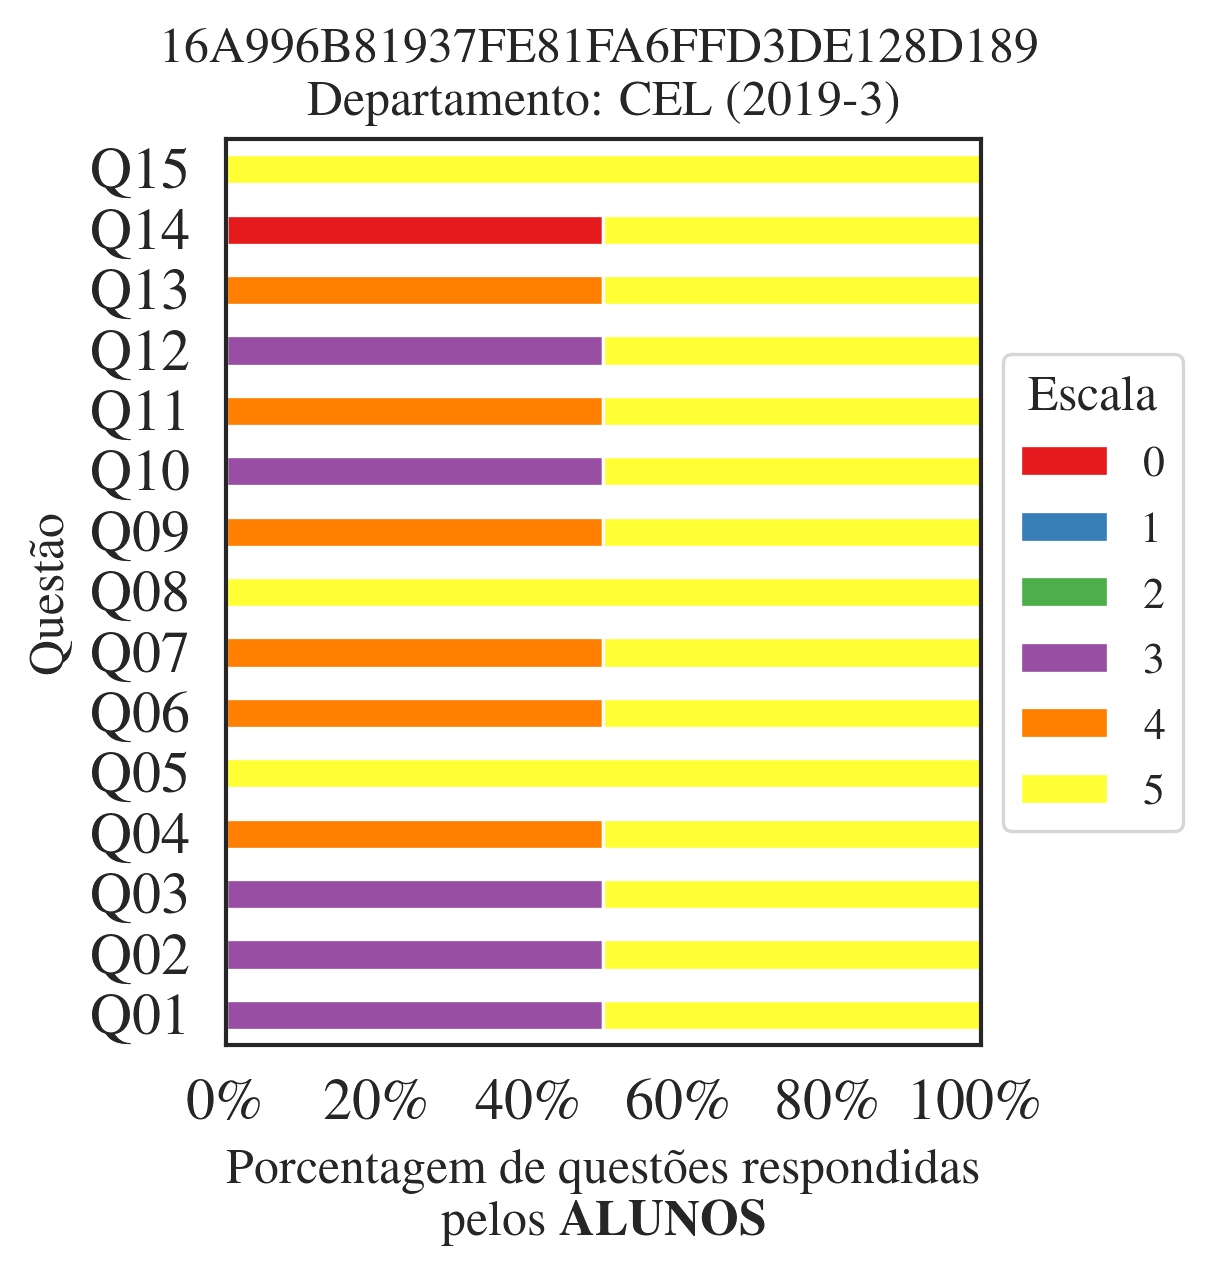 16A996B81937FE81FA6FFD3DE128D189
Departamento: CEL (2019-3)
Q15
Q14
Q13
Q12
Q11
Q10
Q09
Q08
Q07
Q06
Q05
Q04
Q03
Q02
Q01
Questão
0% 20% 40% 60% 80% 100%
Porcentagem de questões respondidas
pelos ALUNOS
Escala
0
1
2
3
4
5